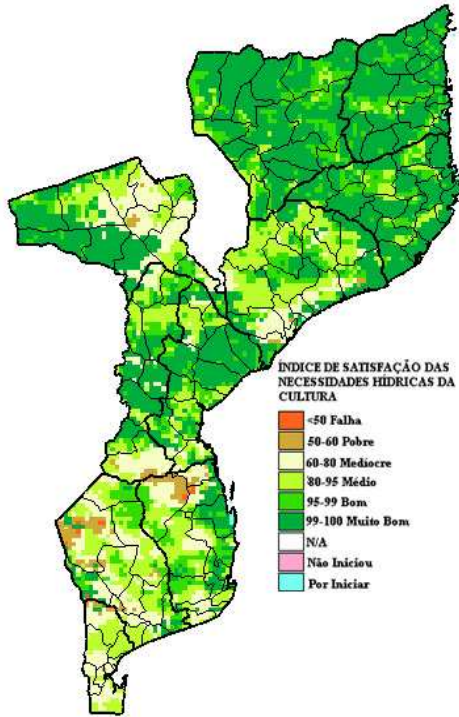 ÍNDICE DE SATISFAÇÃO DAS
NECESSIDADES HÍDRICAS DA
CULTURA
<50 Falha
50-60 Pobre
60-80 Medíocre
80-95 Médio
95-99 Bom
99-100 Muito Bom
N/A
Não Iniciou
Por Iniciar